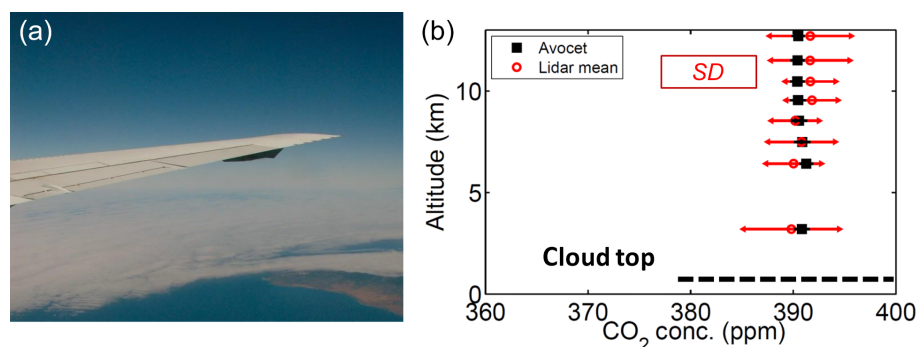 (a)
(b)
Avocet
Lidar mean
SD
Cloud top
Altitude (km)
10
5
0
360
370
380
390
400
CO₂ conc. (ppm)